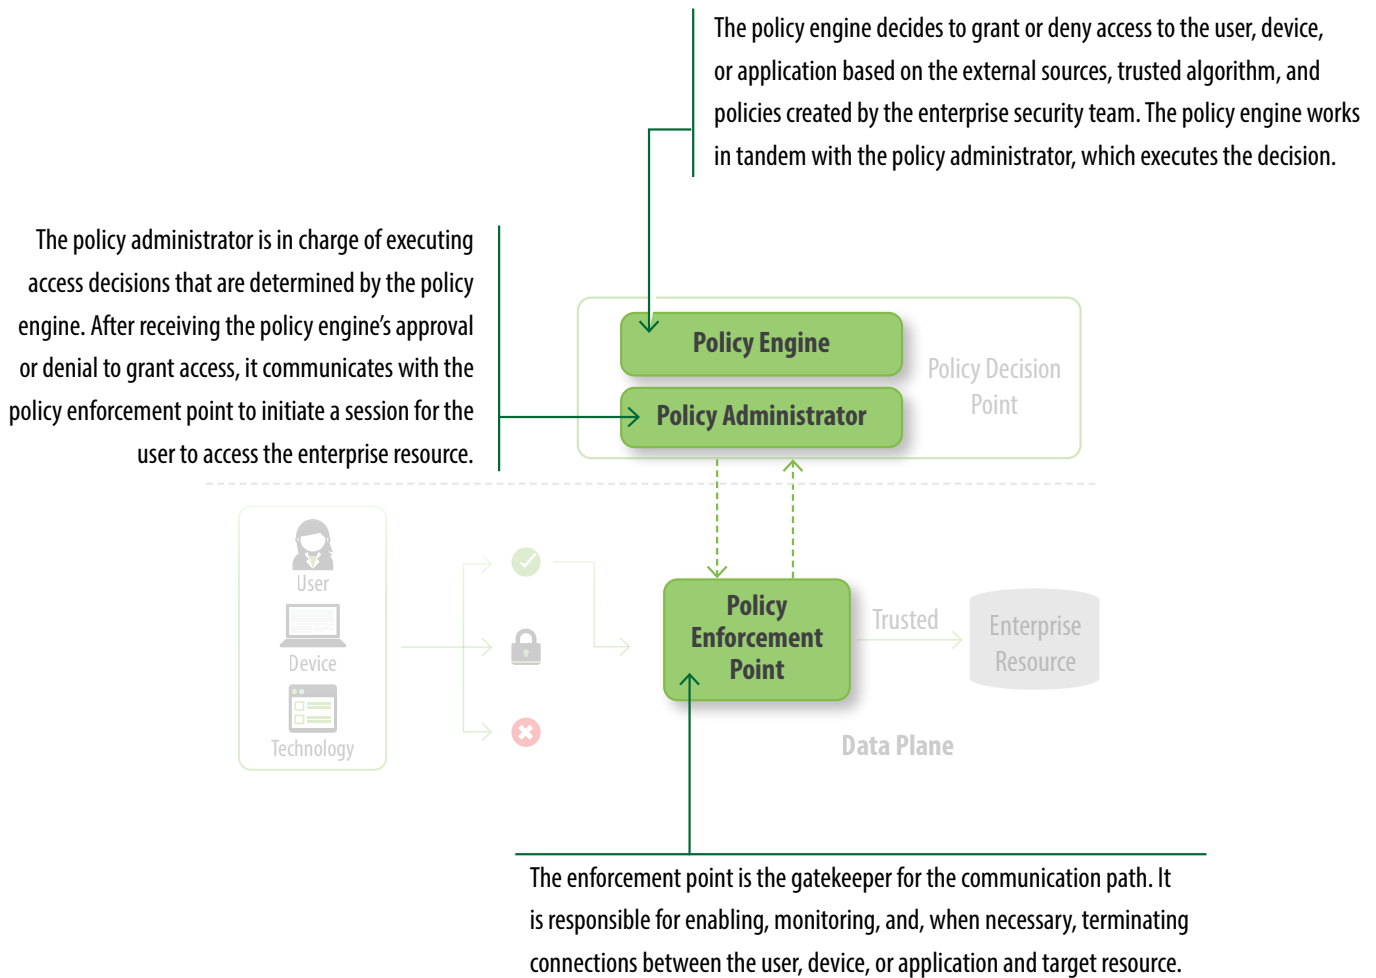 The policy engine decides to grant or deny access to the user, device,
or application based on the external sources, trusted algorithm, and
policies created by the enterprise security team. The policy engine works
in tandem with the policy administrator, which executes the decision.
The policy administrator is in charge of executing
access decisions that are determined by the policy
engine. After receiving the policy engine’s approval
or denial to grant access, it communicates with the
policy enforcement point to initiate a session for the
user to access the enterprise resource.
Policy Engine
Policy Administrator
Policy Decision
Point
User
Device
Technology
Policy
Enforcement
Point
Trusted
Enterprise
Resource
Data Plane
The enforcement point is the gatekeeper for the communication path. It
is responsible for enabling, monitoring, and, when necessary, terminating
connections between the user, device, or application and target resource.